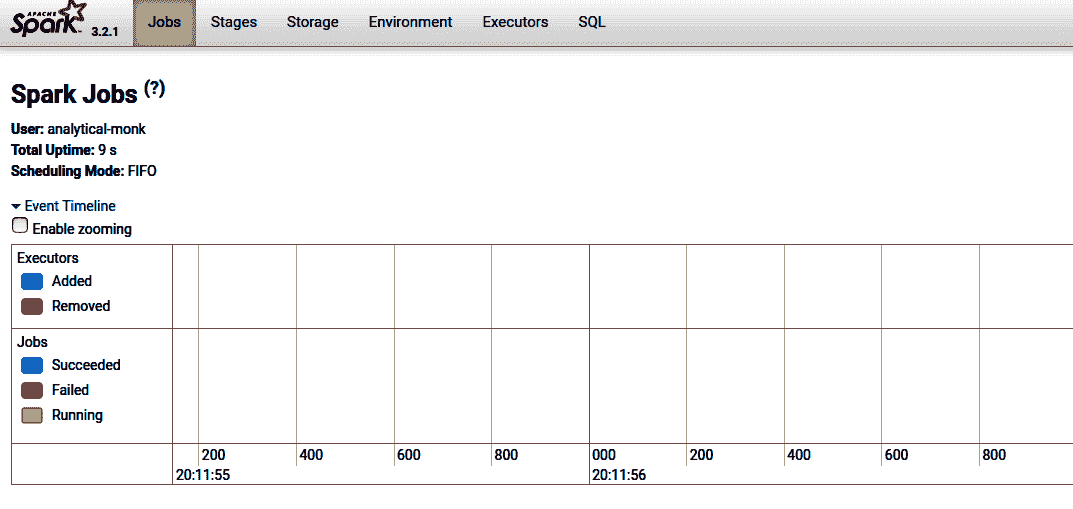 APACHE
Spark 3.2.1 Jobs Stages Storage Environment Executors SQL
Spark Jobs (?)
User: analytical-monk
Total Uptime: 9 s
Scheduling Mode: FIFO
Event Timeline
Enable zooming
Executors
Added
Removed
Jobs
Succeeded
Failed
Running
200 400 600 800 000 200 400 600 800
20:11:55 20:11:56